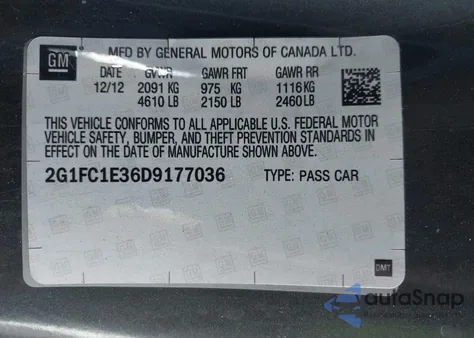 GM
MFD BY GENERAL MOTORS OF CANADA LTD.
DATE GVWR GAWR FRT GAWR RR
12/12 2091 KG 975 KG 1116 KG
4610 LB 2150 LB 2460 LB
THIS VEHICLE CONFORMS TO ALL APPLICABLE U.S. FEDERAL MOTOR
VEHICLE SAFETY, BUMPER, AND THEFT PREVENTION STANDARDS IN
EFFECT ON THE DATE OF MANUFACTURE SHOWN ABOVE.
2G1FC1E36D9177036 TYPE: PASS CAR
DMT
autoSnap